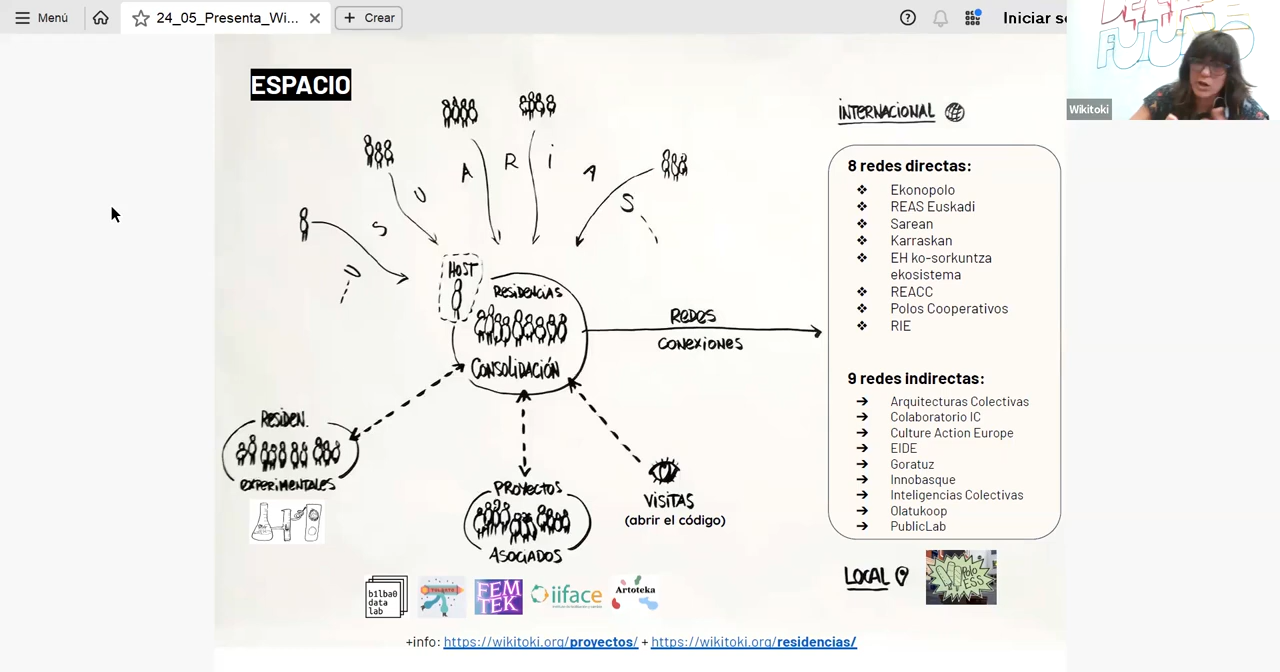 Menú
24_05_Presenta_Wi...
Crear
Iniciar se
Wikitoki
ESPACIO
U S U A R i A S
HOST
RESIDENCIAS
CONSOLIDACIÓN
REDES
CONEXIONES
RESIDEN.
EXPERIMENTALES
PROYECTOS
ASOCIADOS
VISITAS
(abrir el código)
INTERNACIONAL
8 redes directas:
Ekonopolo
REAS Euskadi
Sarean
Karraskan
EH ko-sorkuntza
ekosistema
REACC
Polos Cooperativos
RIE
9 redes indirectas:
Arquitecturas Colectivas
Colaboratorio IC
Culture Action Europe
EIDE
Goratuz
Innobasque
Inteligencias Colectivas
Olatukoop
PublicLab
LOCAL
Polo
ESS
b1lba0
data
lab
FEM
TEK
iiface
Artoteka
+info: https://wikitoki.org/proyectos/ + https://wikitoki.org/residencias/